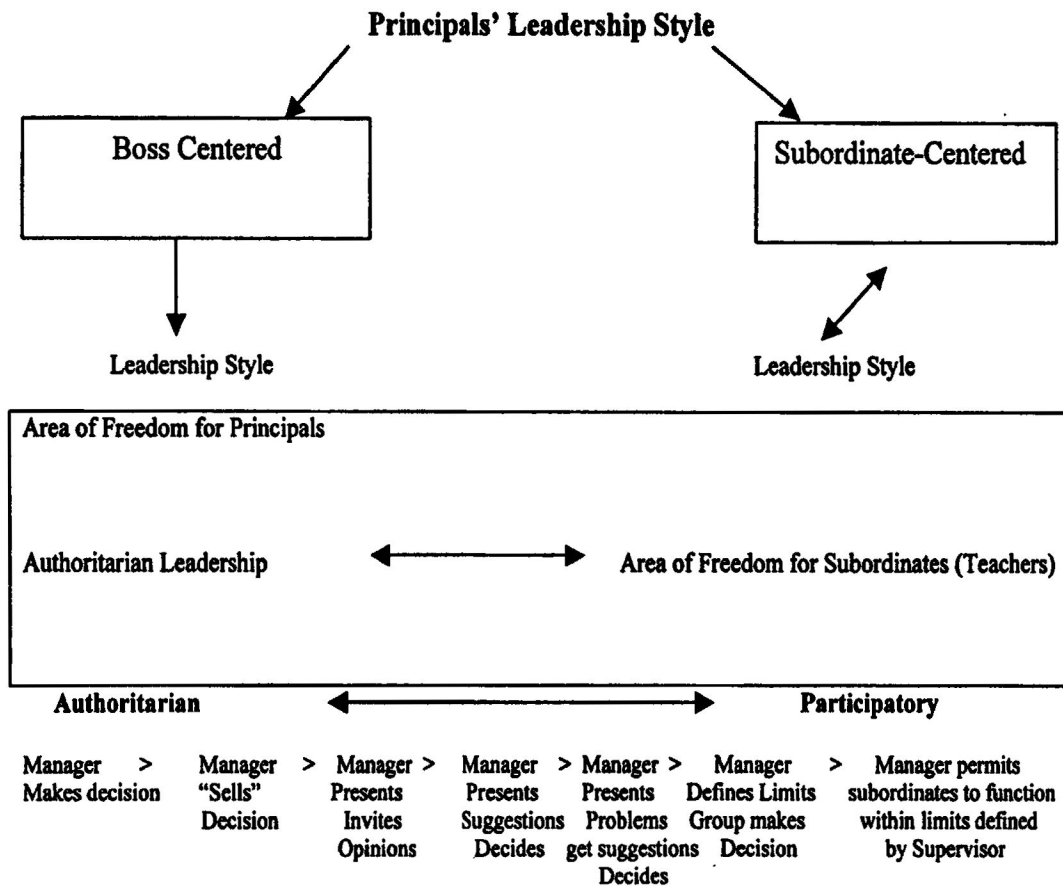 Principals' Leadership Style
Boss Centered
Subordinate-Centered
Leadership Style
Leadership Style
Area of Freedom for Principals
Authoritarian Leadership
Area of Freedom for Subordinates (Teachers)
Authoritarian
Participatory
Manager >
Makes decision
Manager >
"Sells"
Decision
Manager >
Presents
Invites
Opinions
Manager >
Presents
Suggestions
Decides
Manager >
Presents
Problems
get suggestions
Decides
Manager >
Defines Limits
Group makes
Decision
Manager permits
subordinates to function
within limits defined
by Supervisor